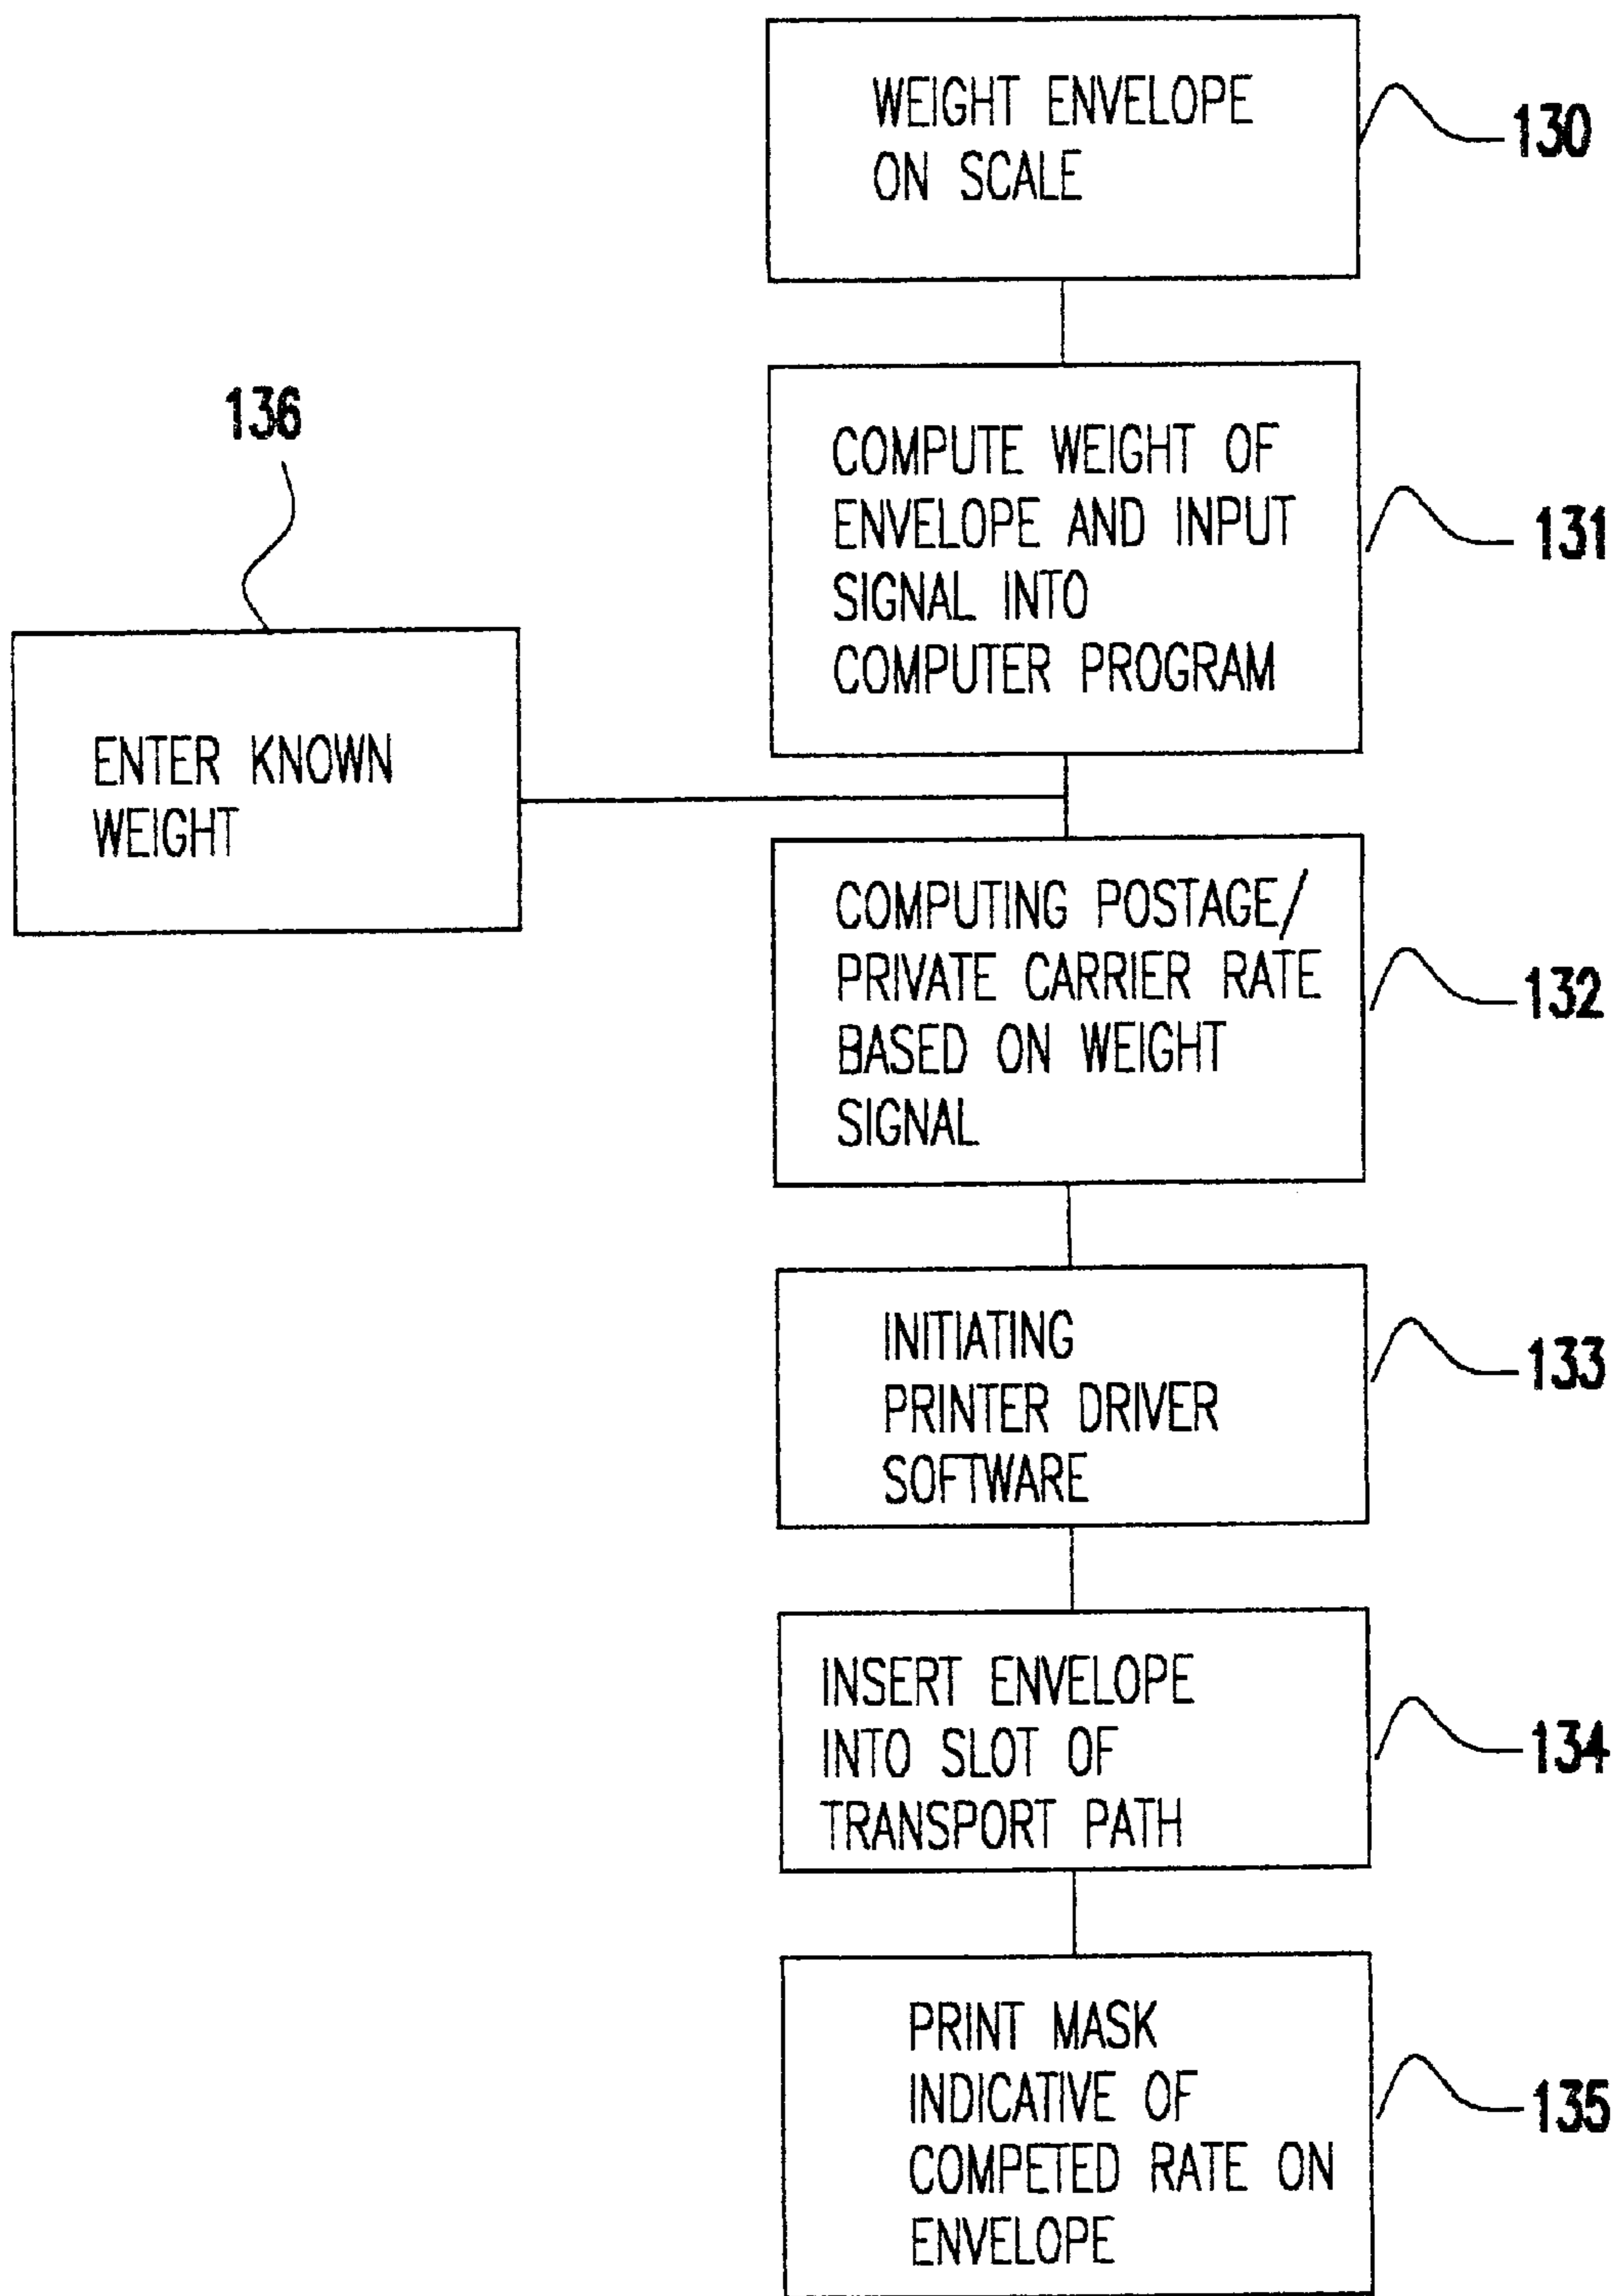 WEIGHT ENVELOPE
ON SCALE
130
COMPUTE WEIGHT OF
ENVELOPE AND INPUT
SIGNAL INTO
COMPUTER PROGRAM
131
136
ENTER KNOWN
WEIGHT
COMPUTING POSTAGE/
PRIVATE CARRIER RATE
BASED ON WEIGHT
SIGNAL
132
INITIATING
PRINTER DRIVER
SOFTWARE
133
INSERT ENVELOPE
INTO SLOT OF
TRANSPORT PATH
134
PRINT MASK
INDICATIVE OF
COMPETED RATE ON
ENVELOPE
135